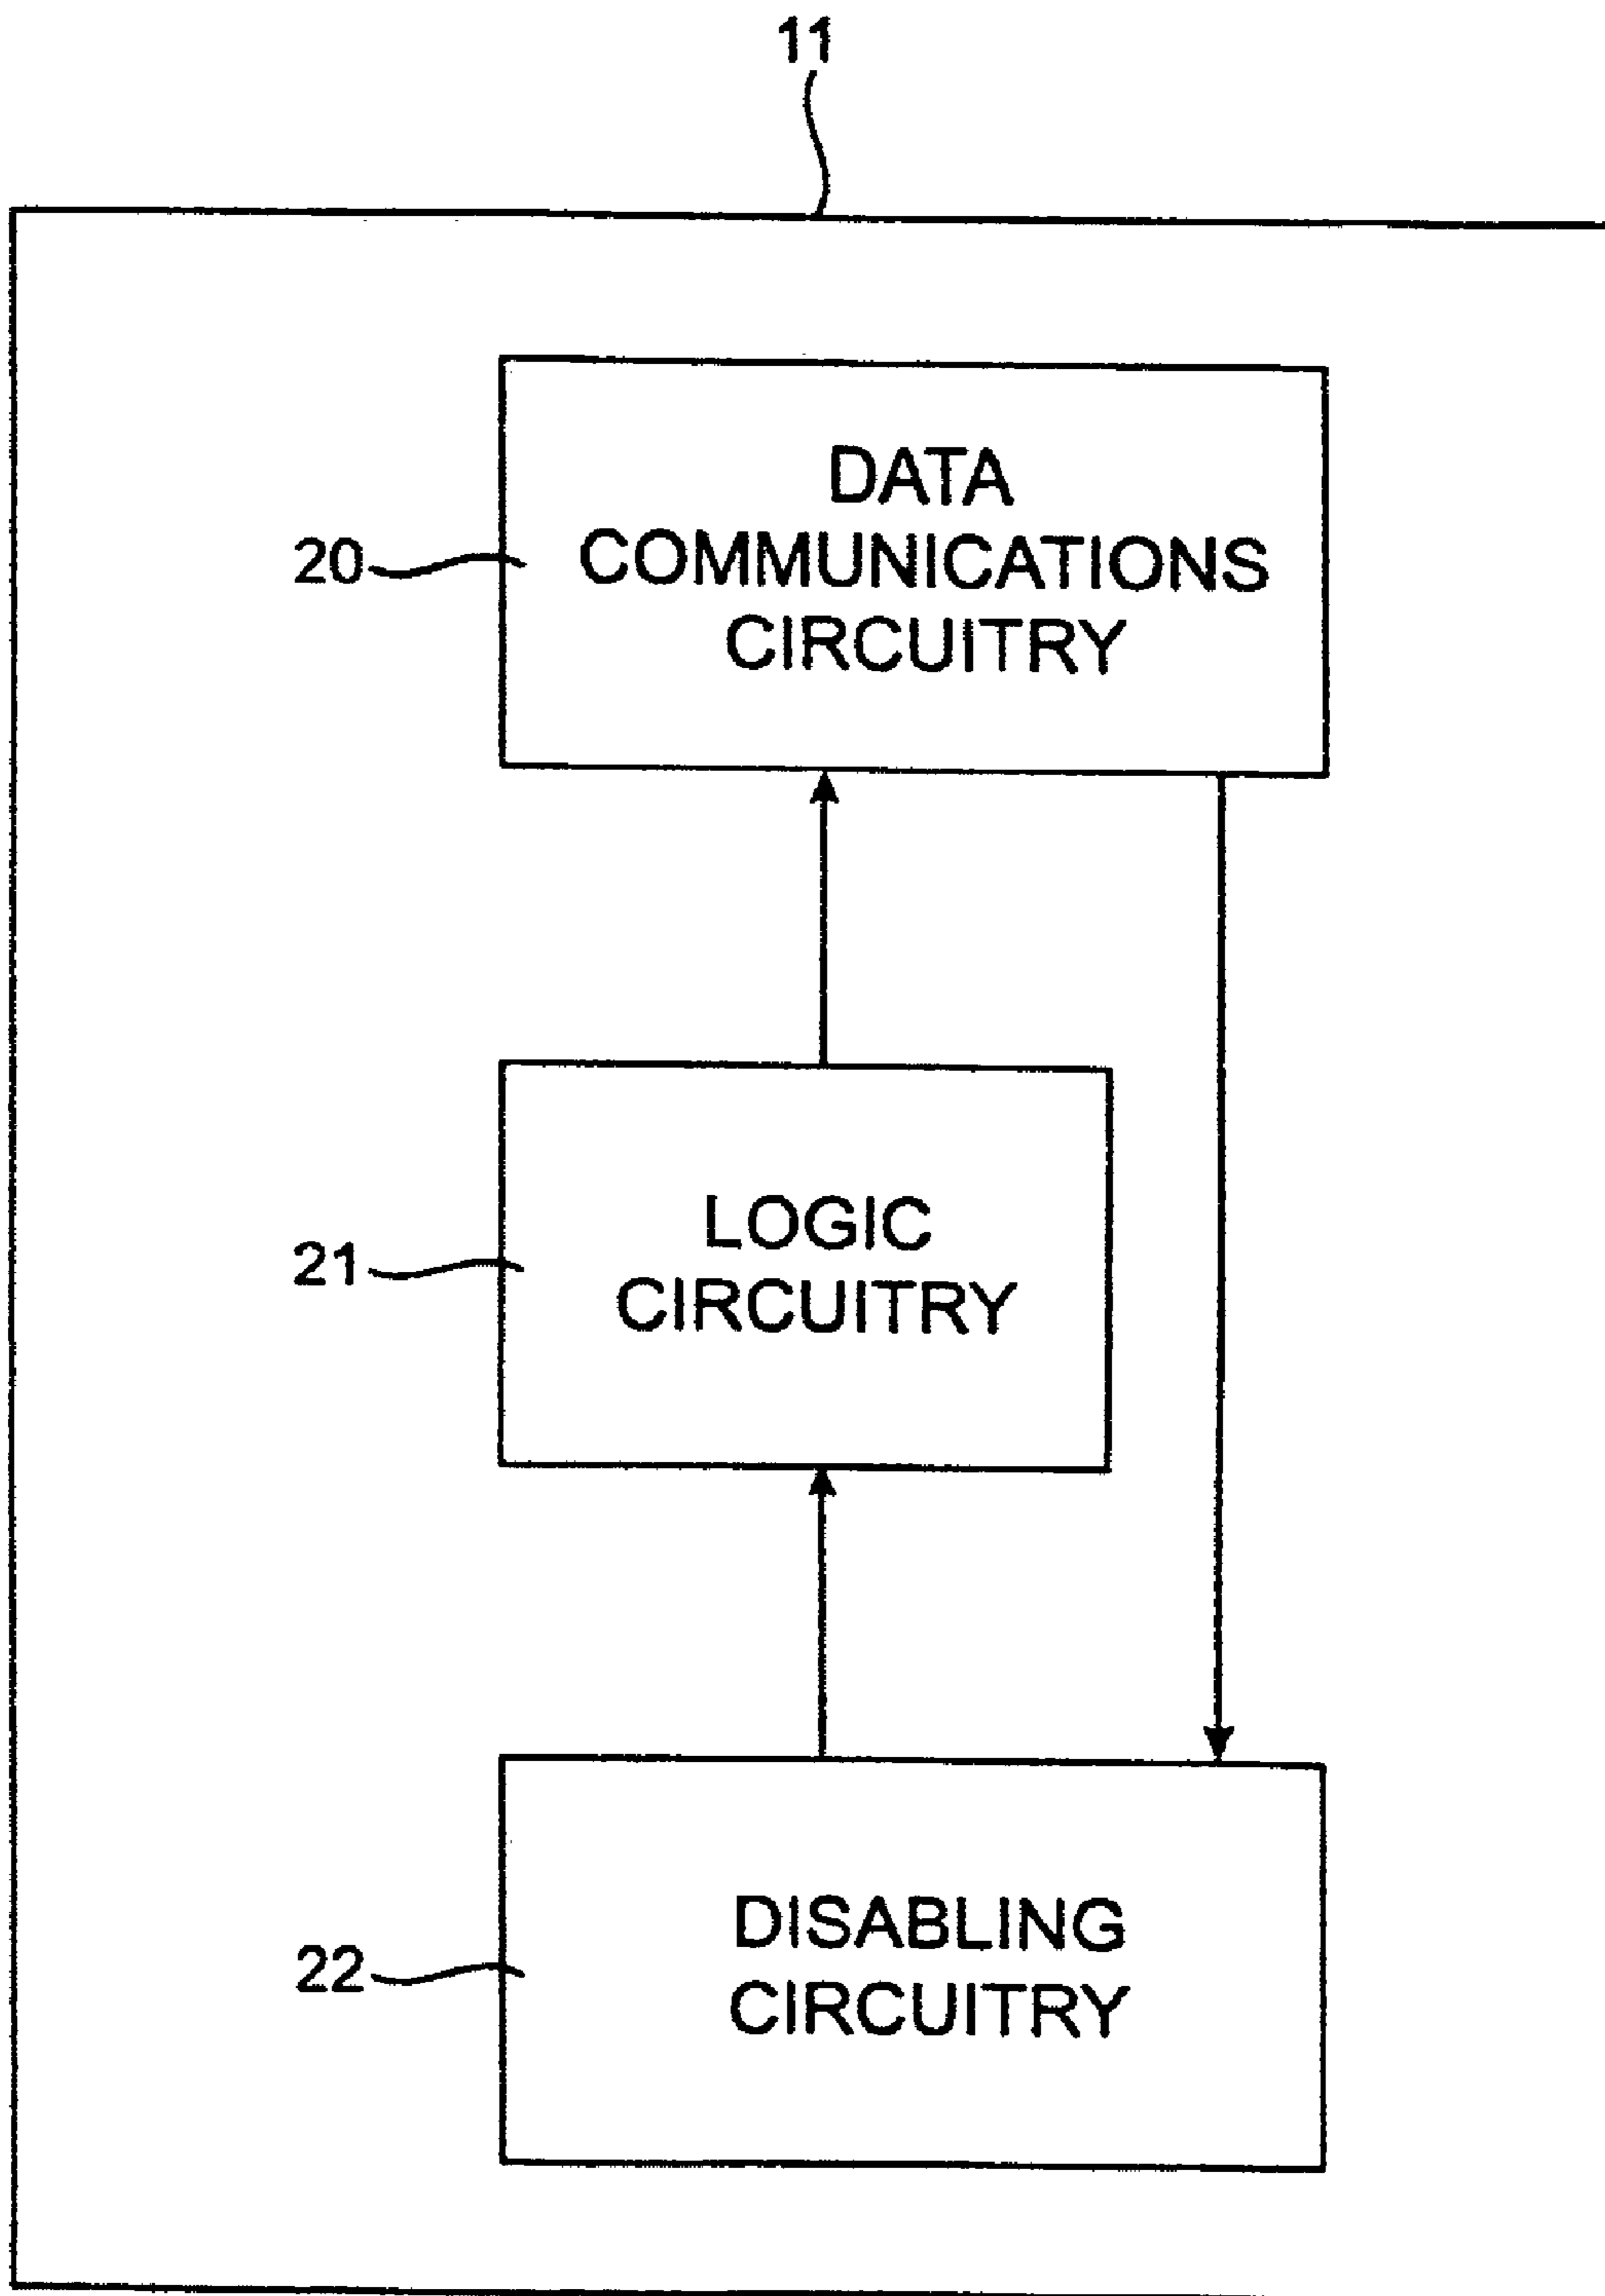 11
20
DATA
COMMUNICATIONS
CIRCUITRY
21
LOGIC
CIRCUITRY
22
DISABLING
CIRCUITRY